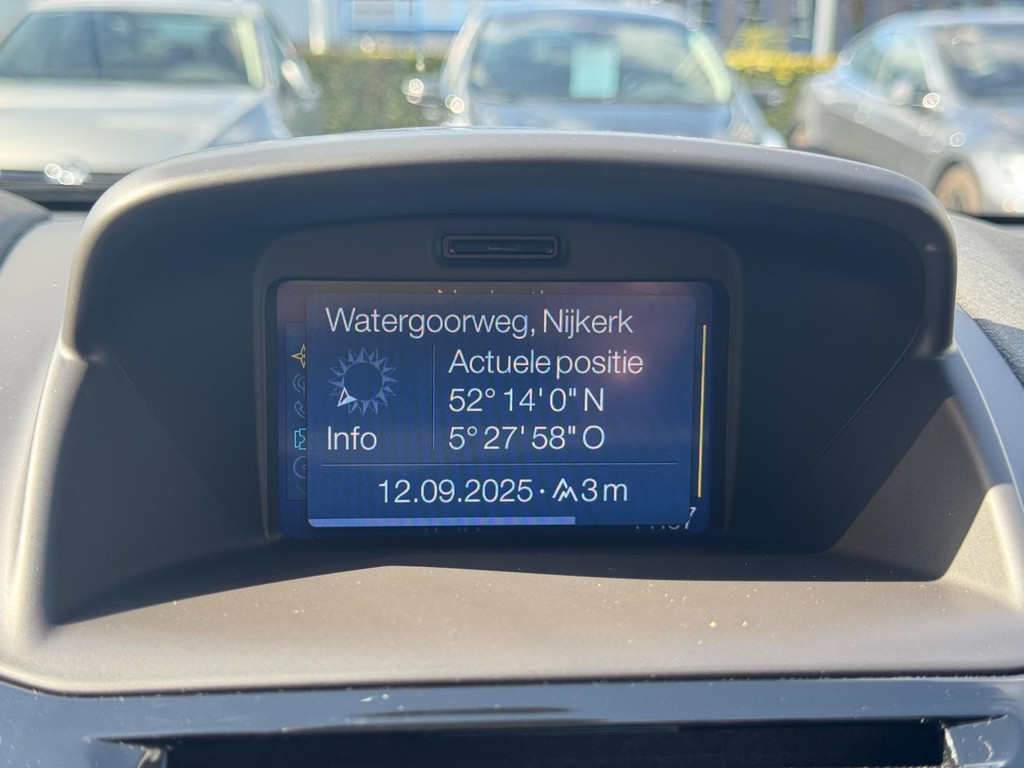 Watergoorweg, Nijkerk
Actuele positie
52° 14' 0" N
5° 27' 58" O
Info
12.09.2025 · 3 m